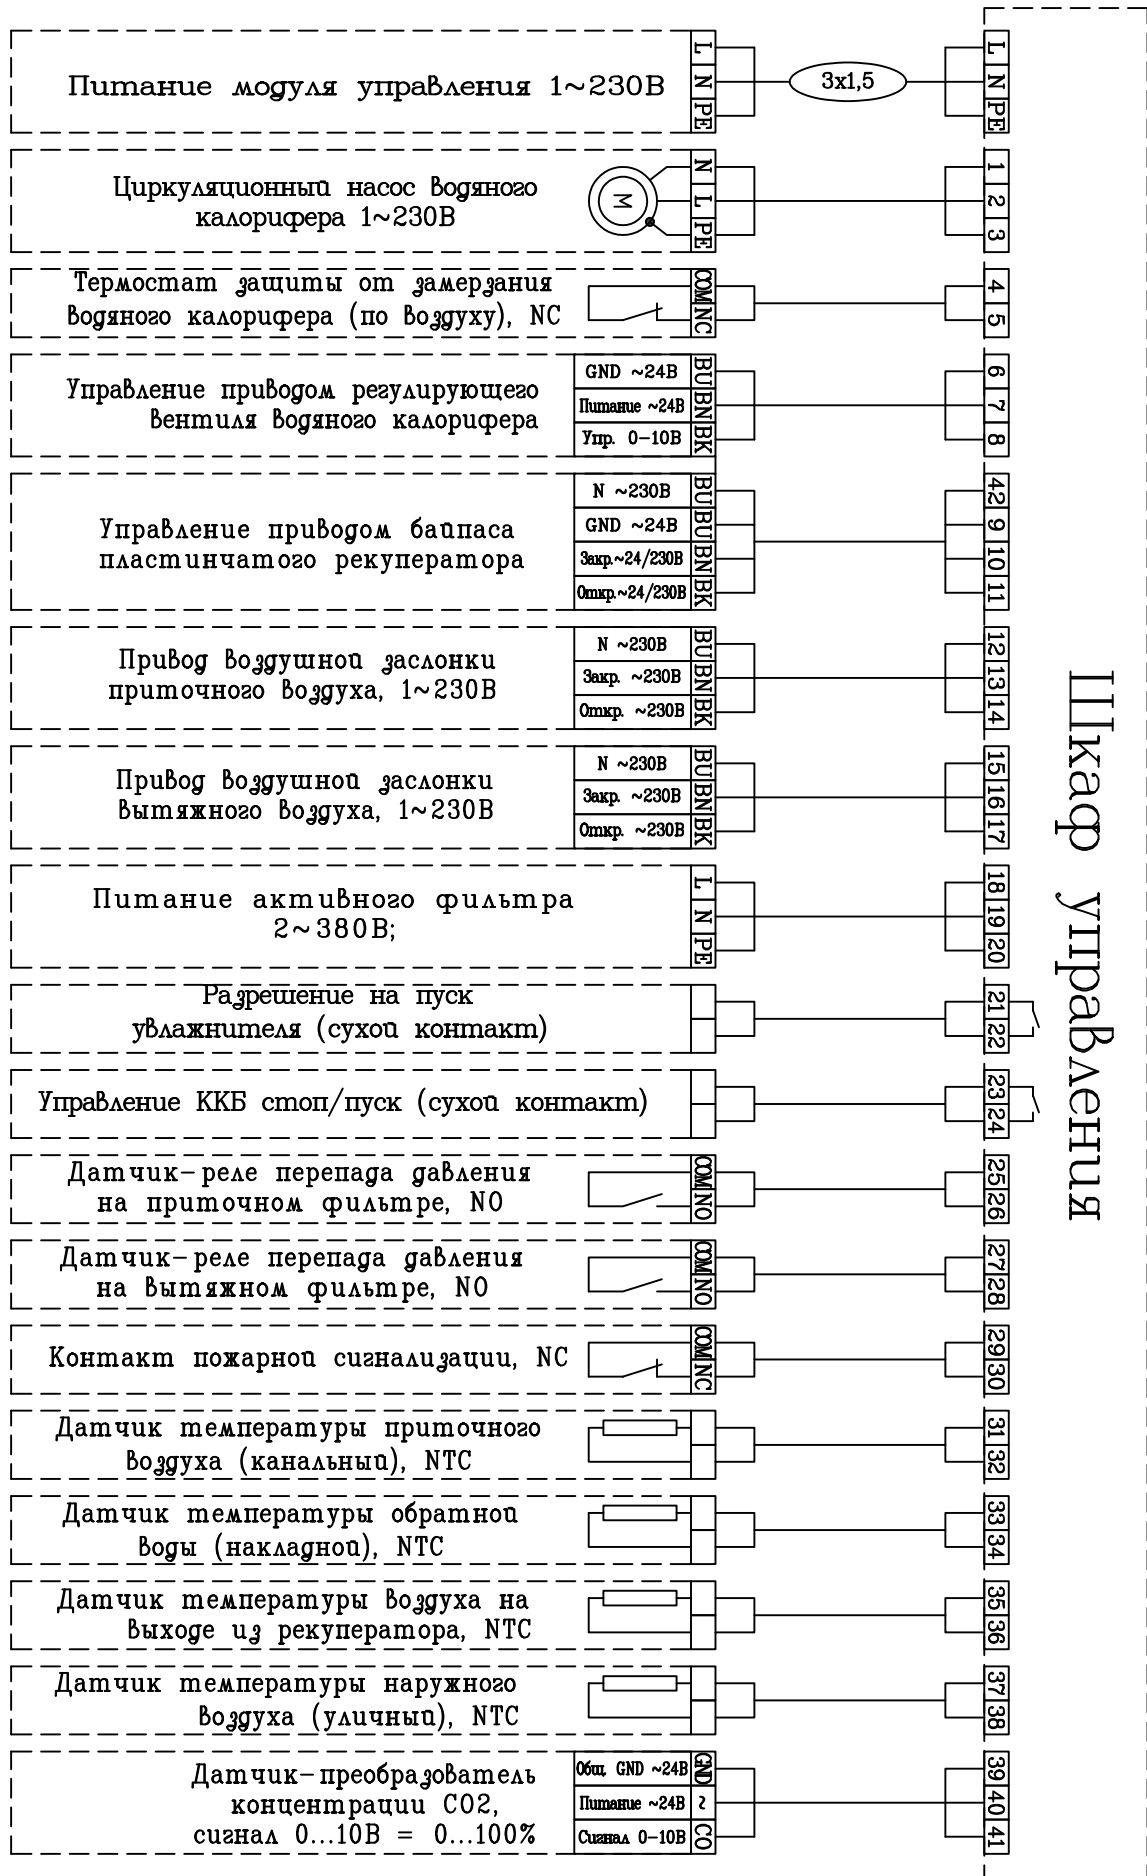 Питание модуля управления 1~230В
L
N
PE
3х1,5
L
N
PE
Циркуляционный насос водяного
калорифера 1~230В
M
N
L
PE
1
2
3
Термостат защиты от замерзания
водяного калорифера (по воздуху), NC
COM
NC
4
5
Управление приводом регулирующего
вентиля водяного калорифера
GND ~24В
Питание ~24В
Упр. 0-10В
BU
BN
BK
6
7
8
Управление приводом байпаса
пластинчатого рекуператора
N ~230В
GND ~24В
Закр.~24/230В
Откр.~24/230В
BU
BU
BN
BK
42
9
10
11
Привод воздушной заслонки
приточного воздуха, 1~230В
N ~230В
Закр. ~230В
Откр. ~230В
BU
BN
BK
12
13
14
Привод воздушной заслонки
вытяжного воздуха, 1~230В
N ~230В
Закр. ~230В
Откр. ~230В
BU
BN
BK
15
16
17
Питание активного фильтра
2~380В;
L
N
PE
18
19
20
Разрешение на пуск
увлажнителя (сухой контакт)
21
22
Управление ККБ стоп/пуск (сухой контакт)
23
24
Датчик-реле перепада давления
на приточном фильтре, NO
COM
NO
25
26
Датчик-реле перепада давления
на вытяжном фильтре, NO
COM
NO
27
28
Контакт пожарной сигнализации, NC
COM
NC
29
30
Датчик температуры приточного
воздуха (канальный), NTC
31
32
Датчик температуры обратной
воды (накладной), NTC
33
34
Датчик температуры воздуха на
выходе из рекуператора, NTC
35
36
Датчик температуры наружного
воздуха (уличный), NTC
37
38
Датчик-преобразователь
концентрации СО2,
сигнал 0...10В = 0...100%
Общ. GND ~24В
Питание ~24В
Сигнал 0-10В
GND
~
CO
39
40
41
Шкаф управления